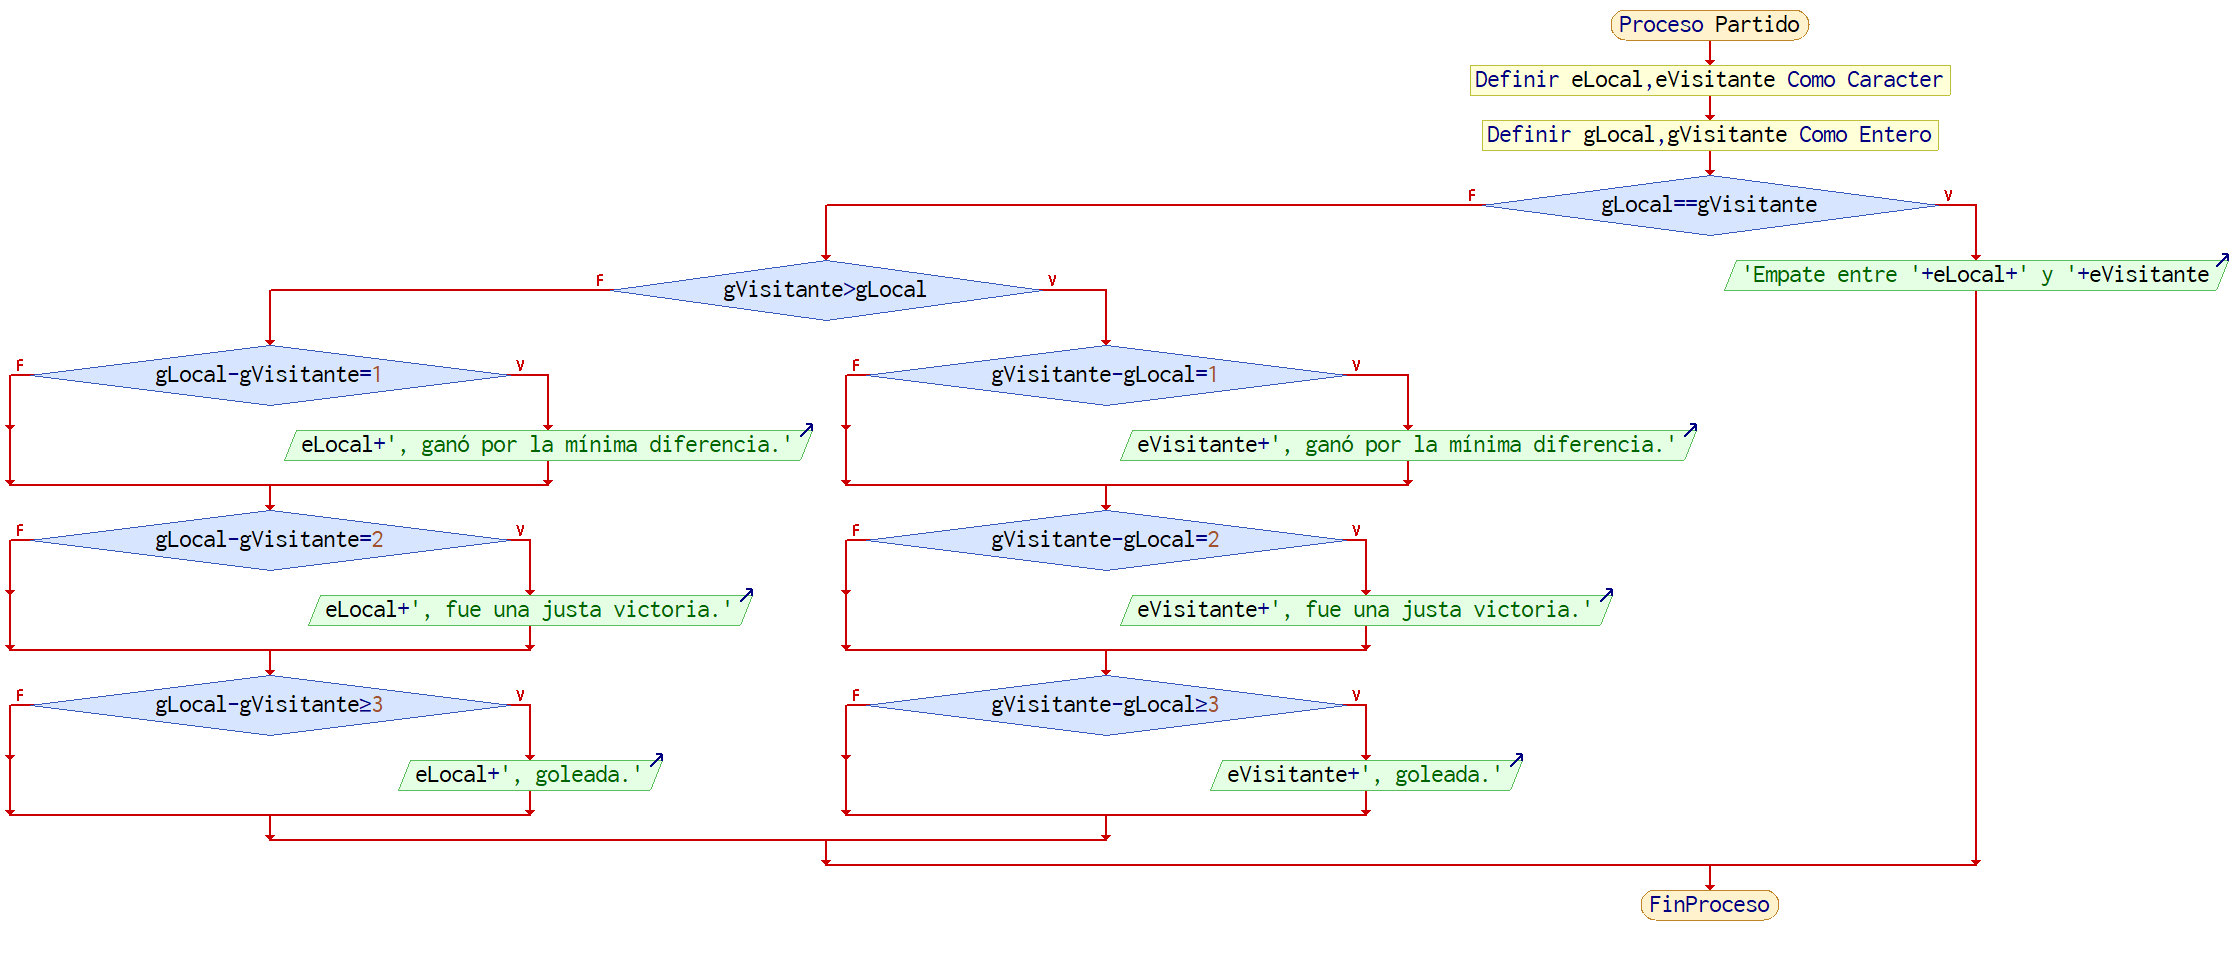 Proceso Partido
Definir eLocal,eVisitante Como Caracter
Definir gLocal,gVisitante Como Entero
F
gLocal==gVisitante
V
'Empate entre '+eLocal+' y '+eVisitante
F
gVisitante>gLocal
V
F
gLocal-gVisitante=1
V
eLocal+', ganó por la mínima diferencia.'
F
gLocal-gVisitante=2
V
eLocal+', fue una justa victoria.'
F
gLocal-gVisitante≥3
V
eLocal+', goleada.'
F
gVisitante-gLocal=1
V
eVisitante+', ganó por la mínima diferencia.'
F
gVisitante-gLocal=2
V
eVisitante+', fue una justa victoria.'
F
gVisitante-gLocal≥3
V
eVisitante+', goleada.'
FinProceso